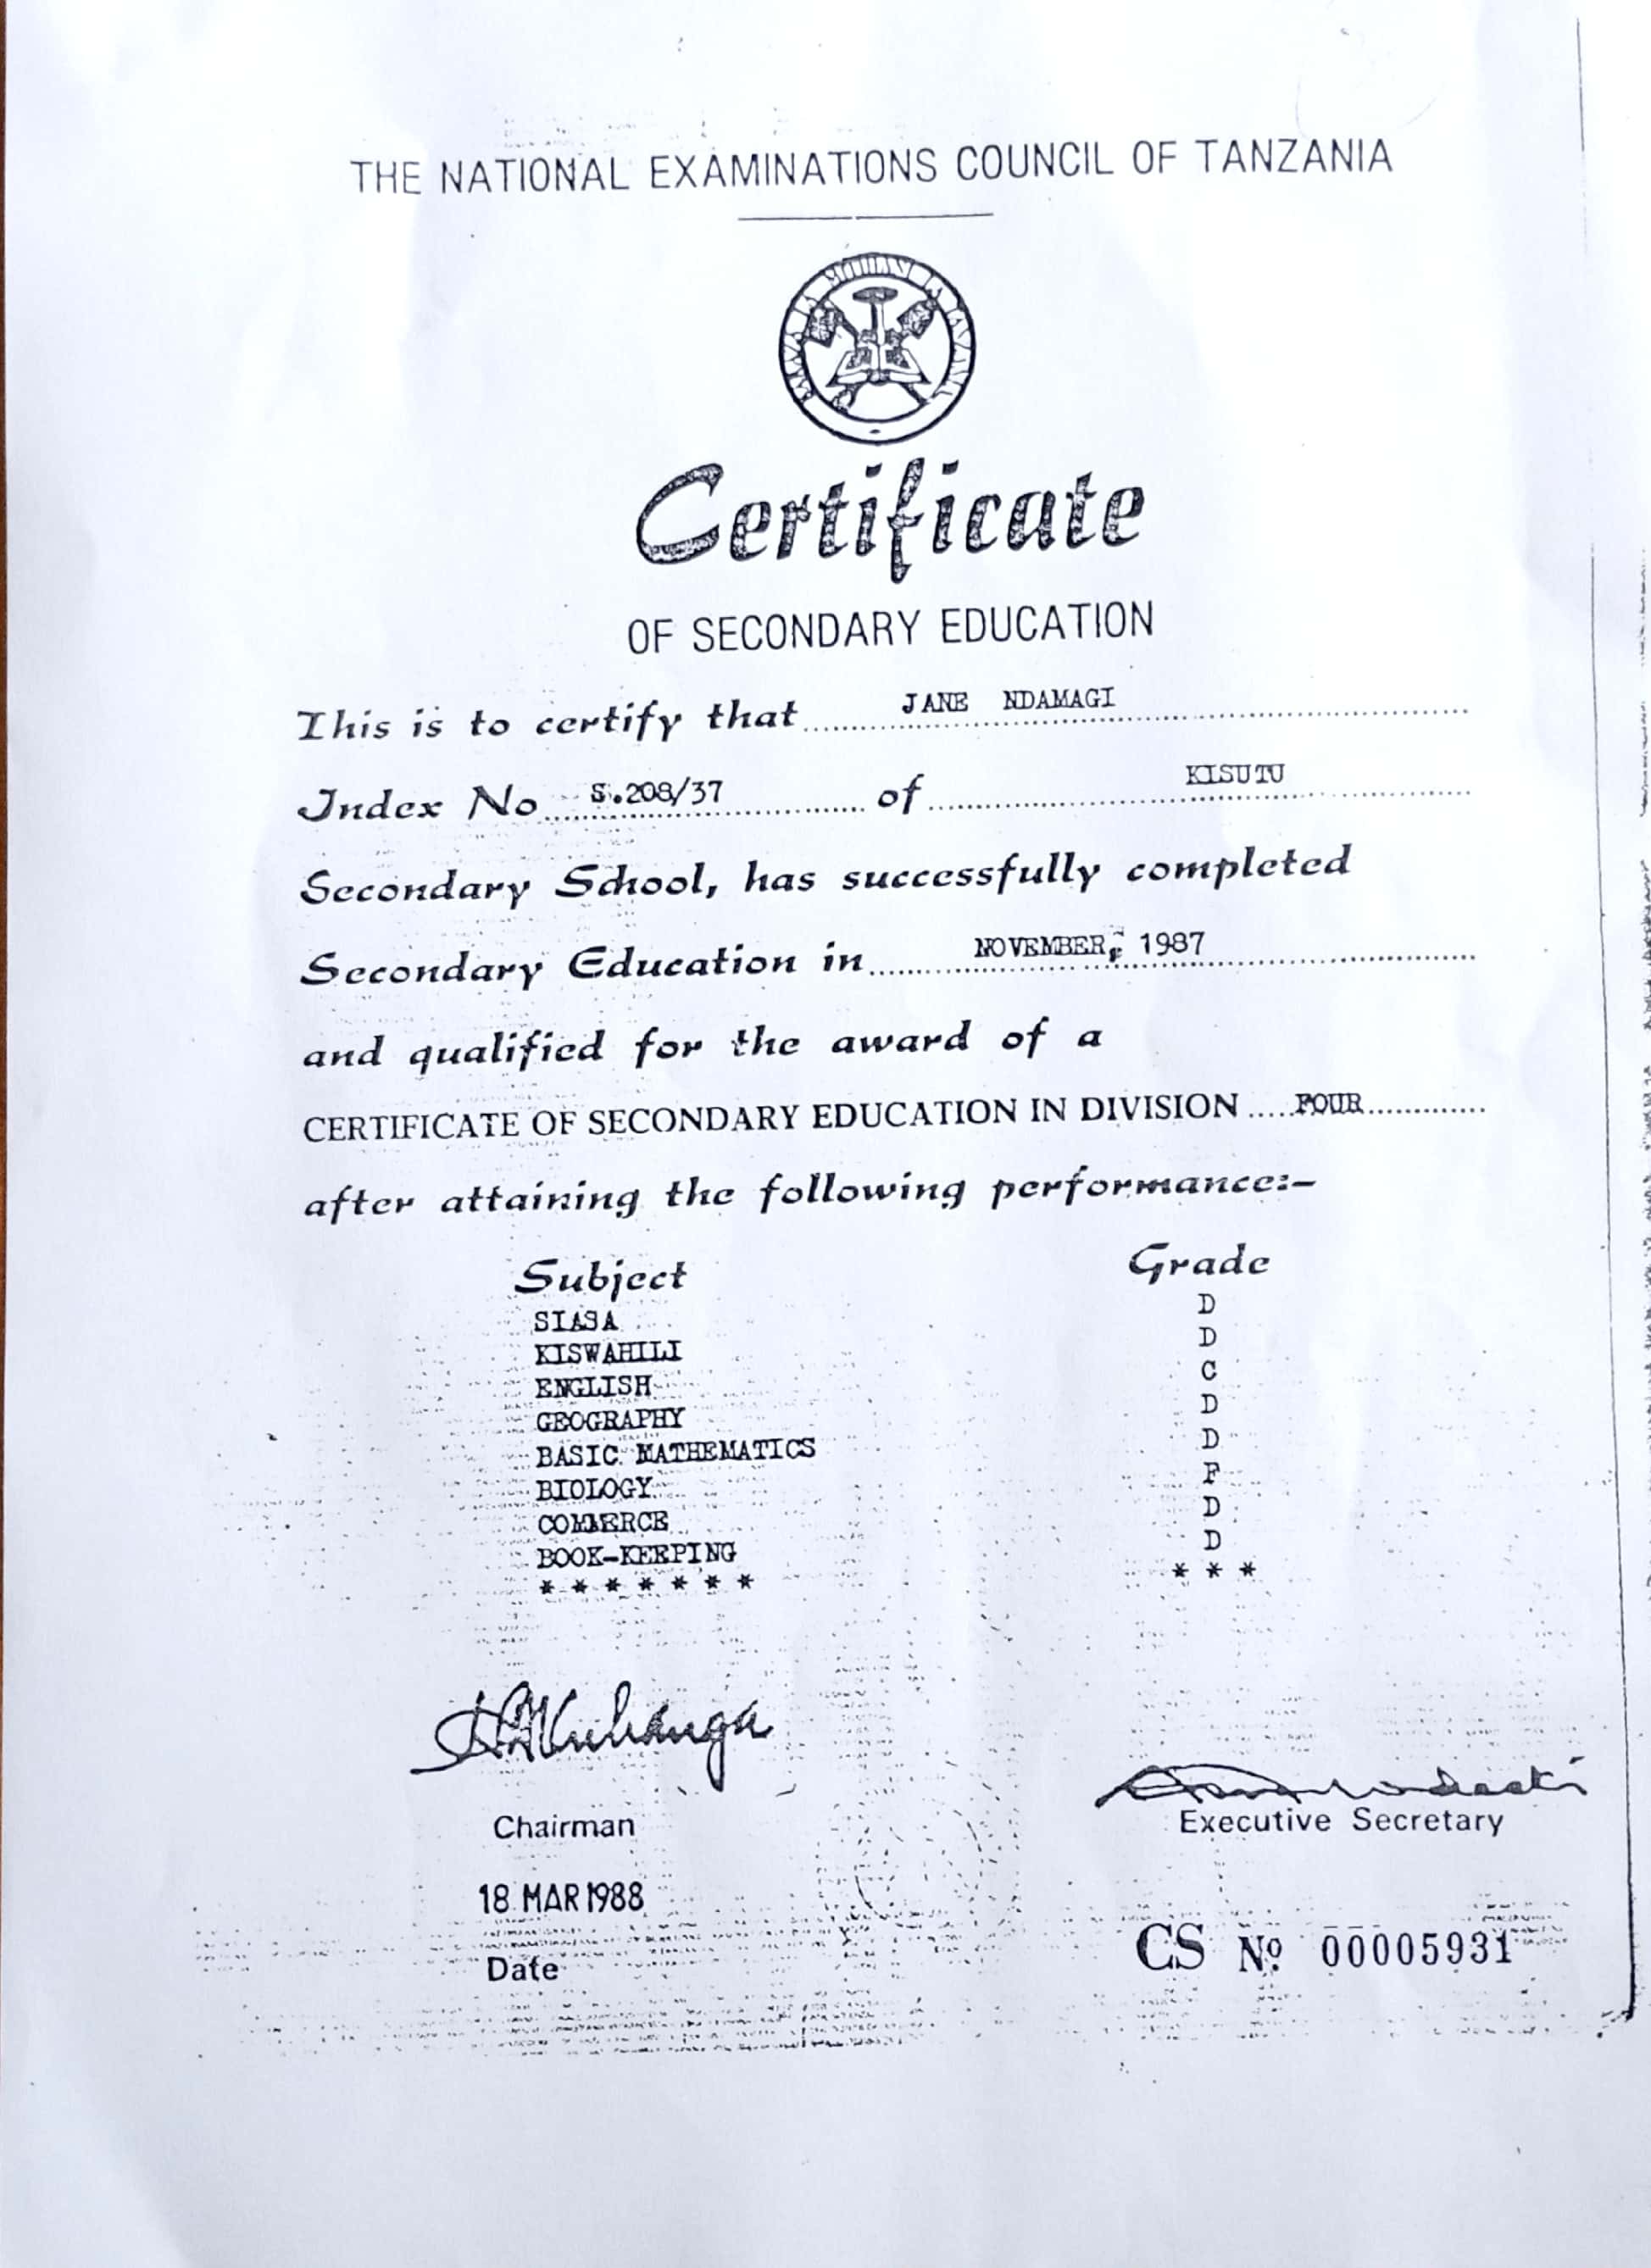 THE NATIONAL EXAMINATIONS COUNCIL OF TANZANIA
Certificate
OF SECONDARY EDUCATION
This is to certify that JANE NDAMAGI
Index No S.208/37 of KISUTU
Secondary School, has successfully completed
Secondary Education in NOVEMBER, 1987
and qualified for the award of a
CERTIFICATE OF SECONDARY EDUCATION IN DIVISION FOUR
after attaining the following performance:-
Subject Grade
SIASA D
KISWAHILI D
ENGLISH C
GEOGRAPHY D
BASIC MATHEMATICS D
BIOLOGY F
COMMERCE D
BOOK-KEEPING D
* * * * * * * * * *
Chairman
Executive Secretary
18 MAR 1988
Date
CS Nº 00005931